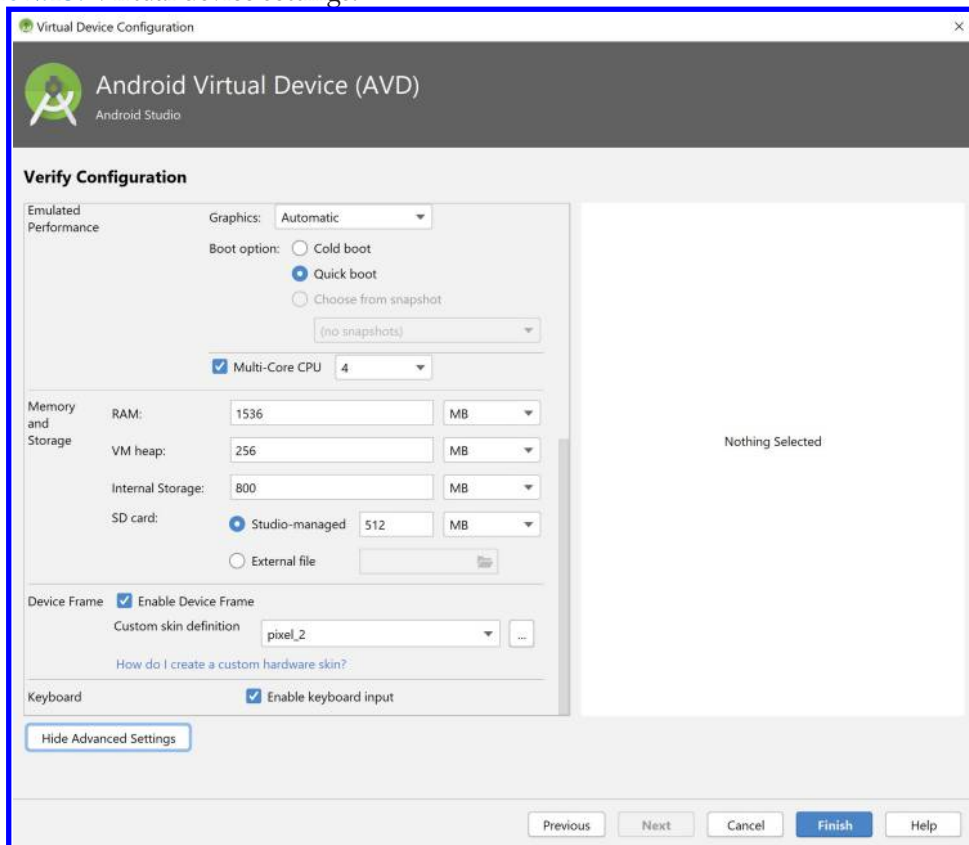 Virtual Device Configuration
Android Virtual Device (AVD)
Android Studio
Verify Configuration
Emulated
Performance
Graphics: Automatic
Boot option: Cold boot
Quick boot
Choose from snapshot
(no snapshots)
Multi-Core CPU 4
Memory
and
Storage
RAM: 1536 MB
VM heap: 256 MB
Internal Storage: 800 MB
SD card: Studio-managed 512 MB
External file
Device Frame Enable Device Frame
Custom skin definition pixel_2 ...
How do I create a custom hardware skin?
Keyboard Enable keyboard input
Nothing Selected
Hide Advanced Settings
Previous Next Cancel Finish Help